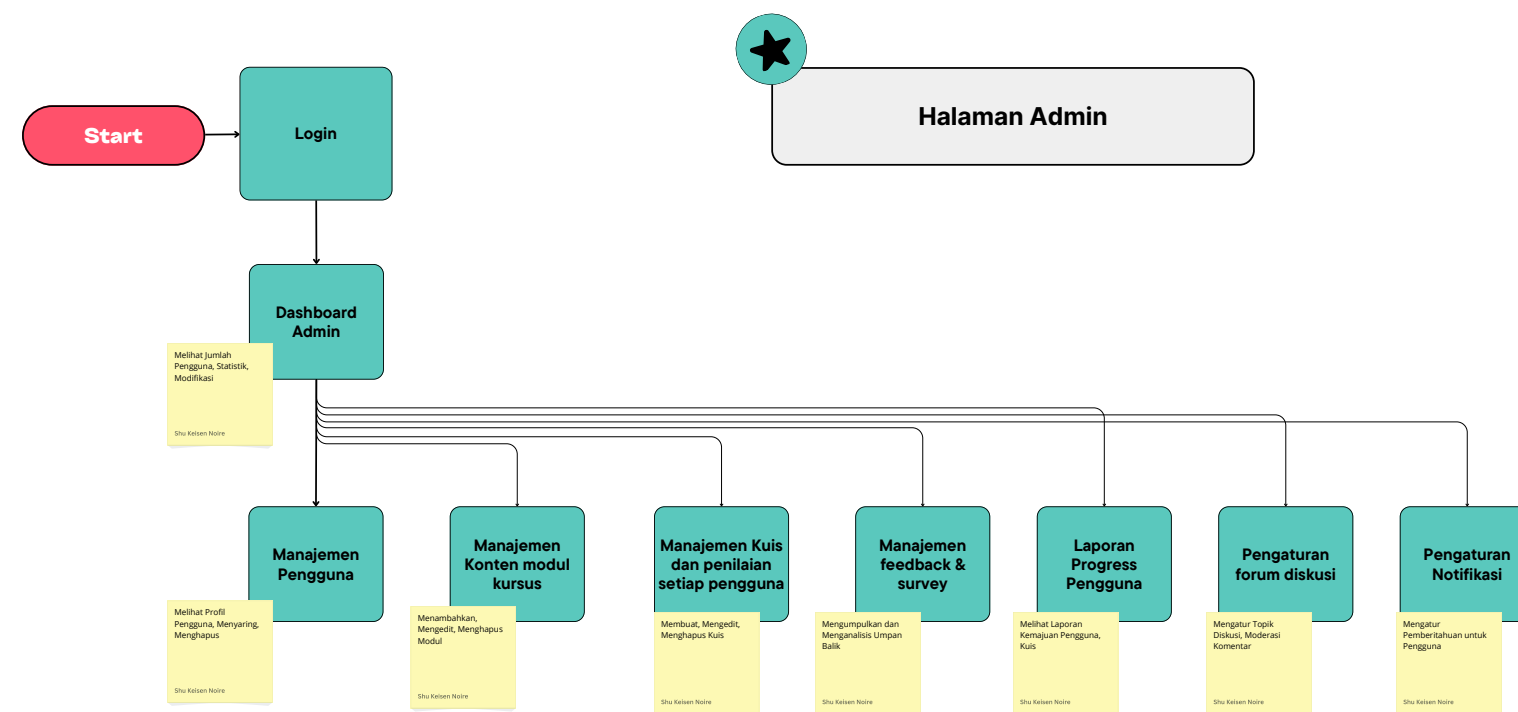 Halaman Admin
Start
Login
Dashboard
Admin
Melihat Jumlah
Pengguna, Statistik,
Modifikasi
Shu Keisen Noire
Manajemen
Pengguna
Manajemen
Konten modul
kursus
Manajemen Kuis
dan penilaian
setiap pengguna
Manajemen
feedback &
survey
Laporan
Progress
Pengguna
Pengaturan
forum diskusi
Pengaturan
Notifikasi
Melihat Profil
Pengguna, Menyaring,
Menghapus
Shu Keisen Noire
Menambahkan,
Mengedit, Menghapus
Modul
Shu Keisen Noire
Membuat, Mengedit,
Menghapus Kuis
Shu Keisen Noire
Mengumpulkan dan
Menganalisis Umpan
Balik
Shu Keisen Noire
Melihat Laporan
Kemajuan Pengguna,
Kuis
Shu Keisen Noire
Mengatur Topik
Diskusi, Moderasi
Komentar
Shu Keisen Noire
Mengatur
Pemberitahuan untuk
Pengguna
Shu Keisen Noire